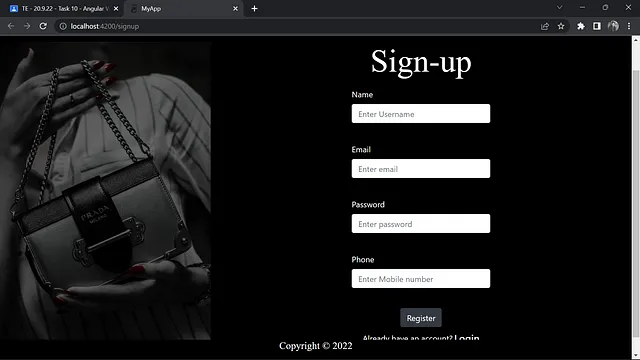 TE - 20.9.22 - Task 10 - Angular W
MyApp
localhost:4200/signup
Sign-up
Name
Enter Username
Email
Enter email
Password
Enter password
Phone
Enter Mobile number
Register
Already have an account? Login
Copyright © 2022
PRADA
MILANO